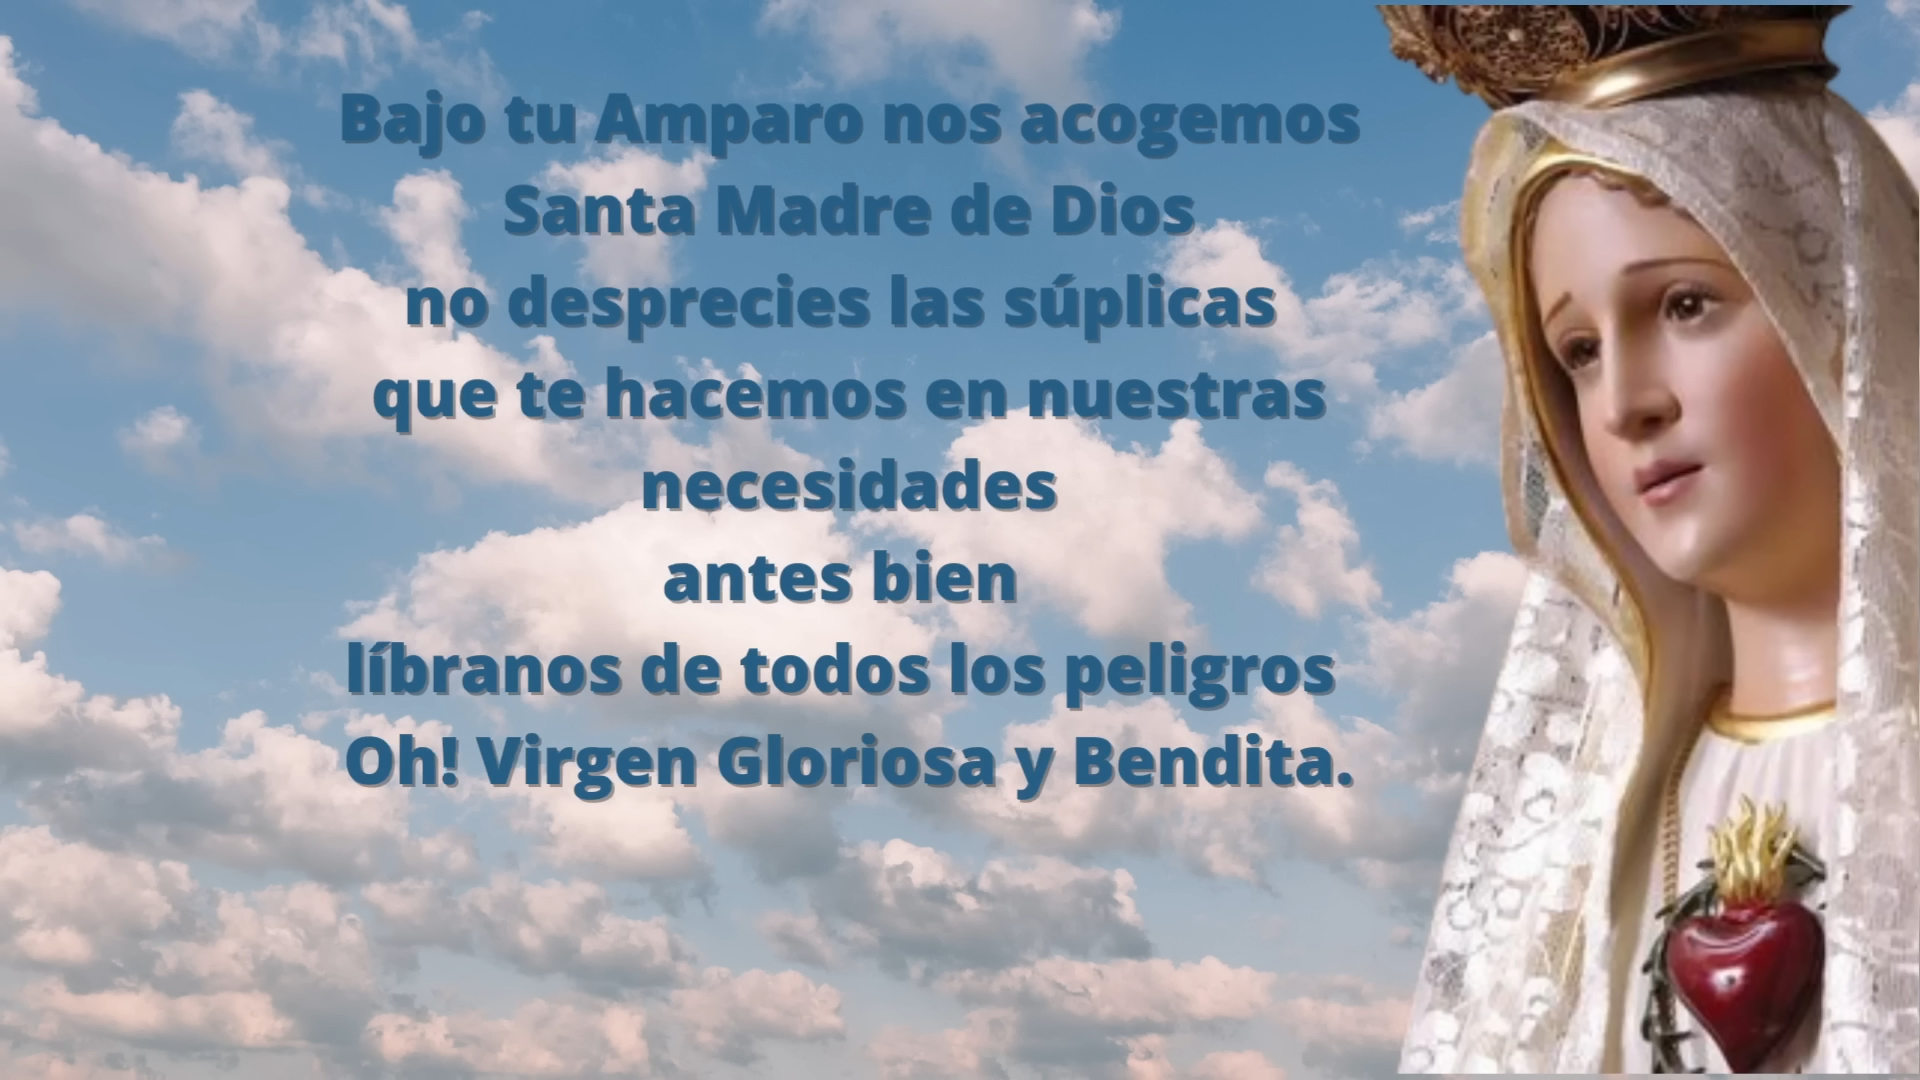 Bajo tu Amparo nos acogemos
Santa Madre de Dios
no desprecies las súplicas
que te hacemos en nuestras
necesidades
antes bien
líbranos de todos los peligros
Oh! Virgen Gloriosa y Bendita.